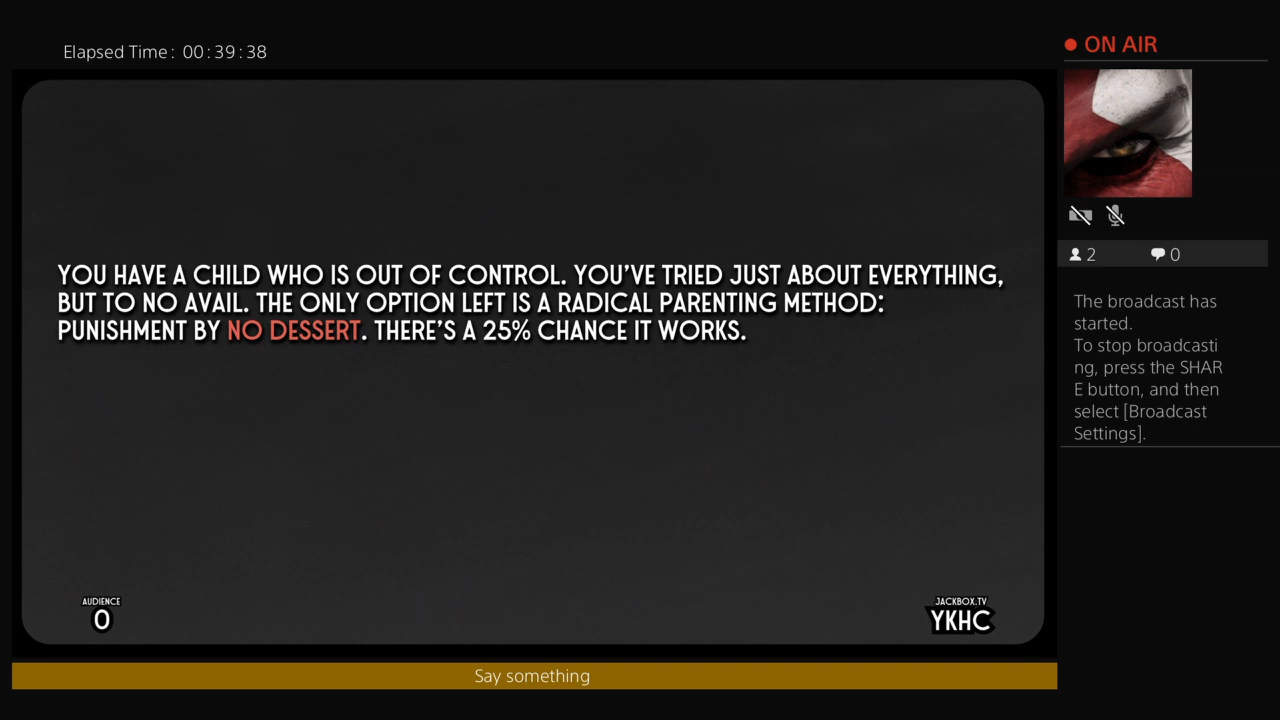 Elapsed Time: 00:39:38
ON AIR
YOU HAVE A CHILD WHO IS OUT OF CONTROL. YOU'VE TRIED JUST ABOUT EVERYTHING,
BUT TO NO AVAIL. THE ONLY OPTION LEFT IS A RADICAL PARENTING METHOD:
PUNISHMENT BY NO DESSERT. THERE'S A 25% CHANCE IT WORKS.
2
0
The broadcast has
started.
To stop broadcasti
ng, press the SHAR
E button, and then
select [Broadcast
Settings].
AUDIENCE
0
JACKBOX.TV
YKHC
Say something